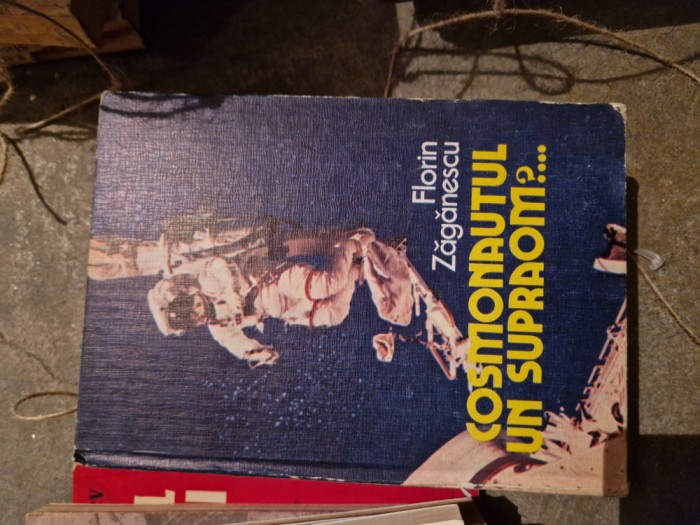 Florin
Zăgănescu
COSMONAUTUL
UN SUPRAOM?...